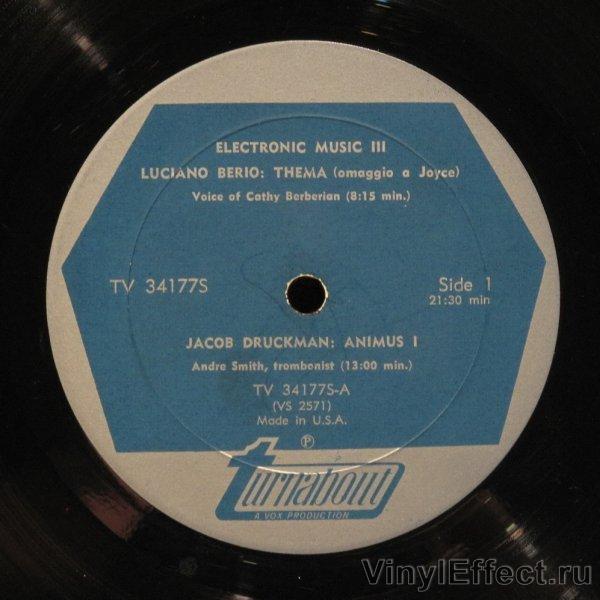 ELECTRONIC MUSIC III
LUCIANO BERIO: THEMA (omaggio a Joyce)
Voice of Cathy Berberian (8:15 min.)
TV 34177S
Side 1
21:30 min
JACOB DRUCKMAN: ANIMUS I
Andre Smith, trombonist (13:00 min.)
TV 34177S-A
(VS 2571)
Made in U.S.A.
℗
turnabout
A VOX PRODUCTION
VinylEffect.ru